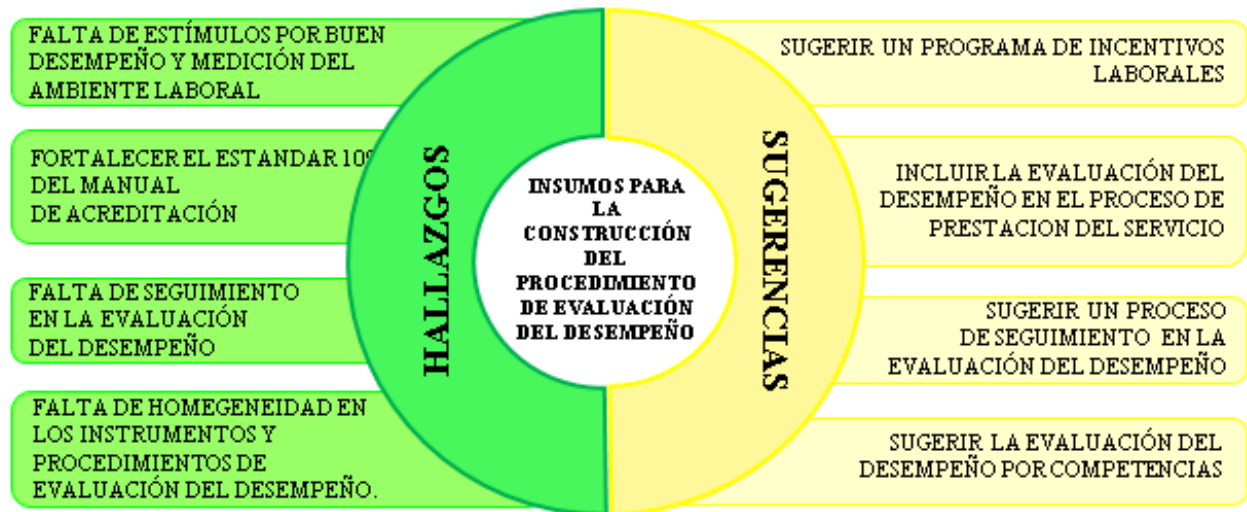 FALTA DE ESTÍMULOS POR BUEN
DESEMPEÑO Y MEDICIÓN DEL
AMBIENTE LABORAL
FORTALECER EL ESTANDAR
DEL MANUAL
DE ACREDITACIÓN
FALTA DE SEGUIMIENTO
EN LA EVALUACIÓN
DEL DESEMPEÑO
FALTA DE HOMEGENEIDAD EN
LOS INSTRUMENTOS Y
PROCEDIMIENTOS DE
EVALUACIÓN DEL DESEMPEÑO.
HALLAZGOS
INSUMOS PARA
LA
CONSTRUCCIÓN
DEL
PROCEDIMIENTO
DE EVALUACIÓN
DEL DESEMPEÑO
SUGERENCIAS
SUGERIR UN PROGRAMA DE INCENTIVOS
LABORALES
INCLUIR LA EVALUACIÓN DEL
DESEMPEÑO EN EL PROCESO DE
PRESTACION DEL SERVICIO
SUGERIR UN PROCESO
DE SEGUIMIENTO EN LA
EVALUACIÓN DEL DESEMPEÑO
SUGERIR LA EVALUACIÓN DEL
DESEMPEÑO POR COMPETENCIAS